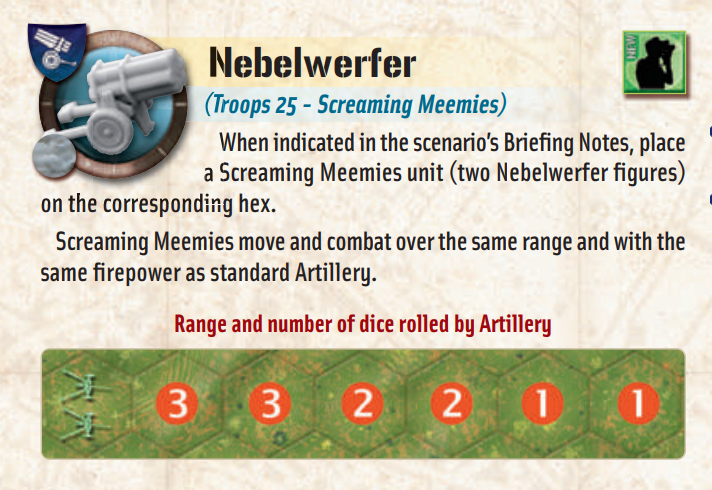 Nebelwerfer
NEW
(Troops 25 – Screaming Meemies)
When indicated in the scenario's Briefing Notes, place
a Screaming Meemies unit (two Nebelwerfer figures)
on the corresponding hex.
Screaming Meemies move and combat over the same range and with the
same firepower as standard Artillery.
Range and number of dice rolled by Artillery
3 3 2 2 1 1